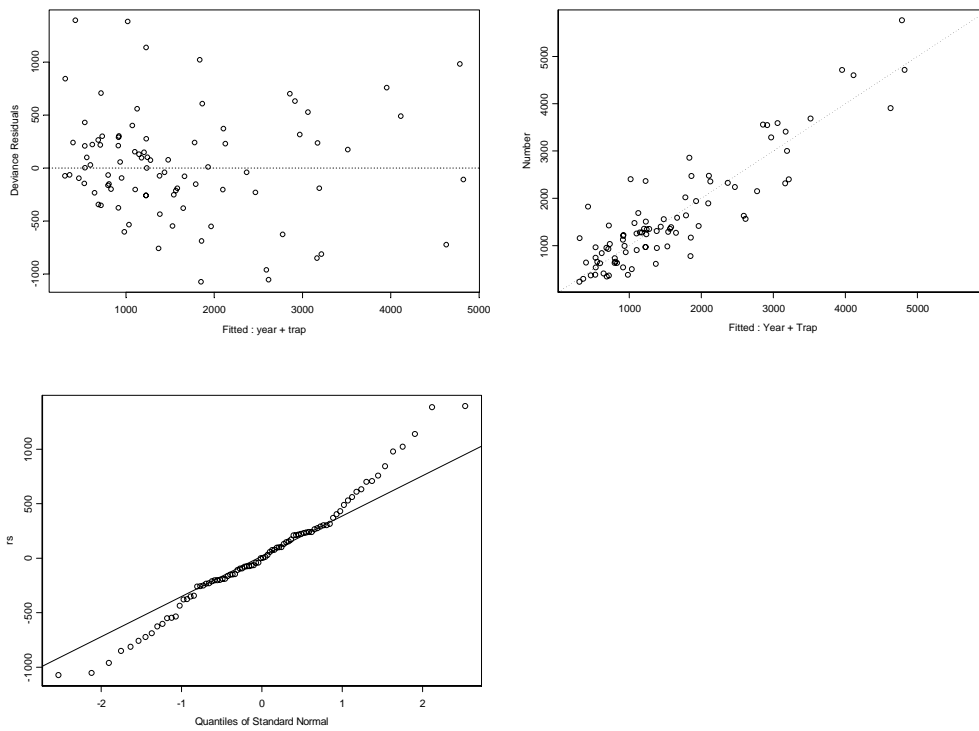 Deviance Residuals
1000
500
0
-500
-1000
1000 2000 3000 4000 5000
Fitted : year + trap
Number
5000
4000
3000
2000
1000
1000 2000 3000 4000 5000
Fitted : Year + Trap
rs
1000
500
0
-500
-1000
-2 -1 0 1 2
Quantiles of Standard Normal